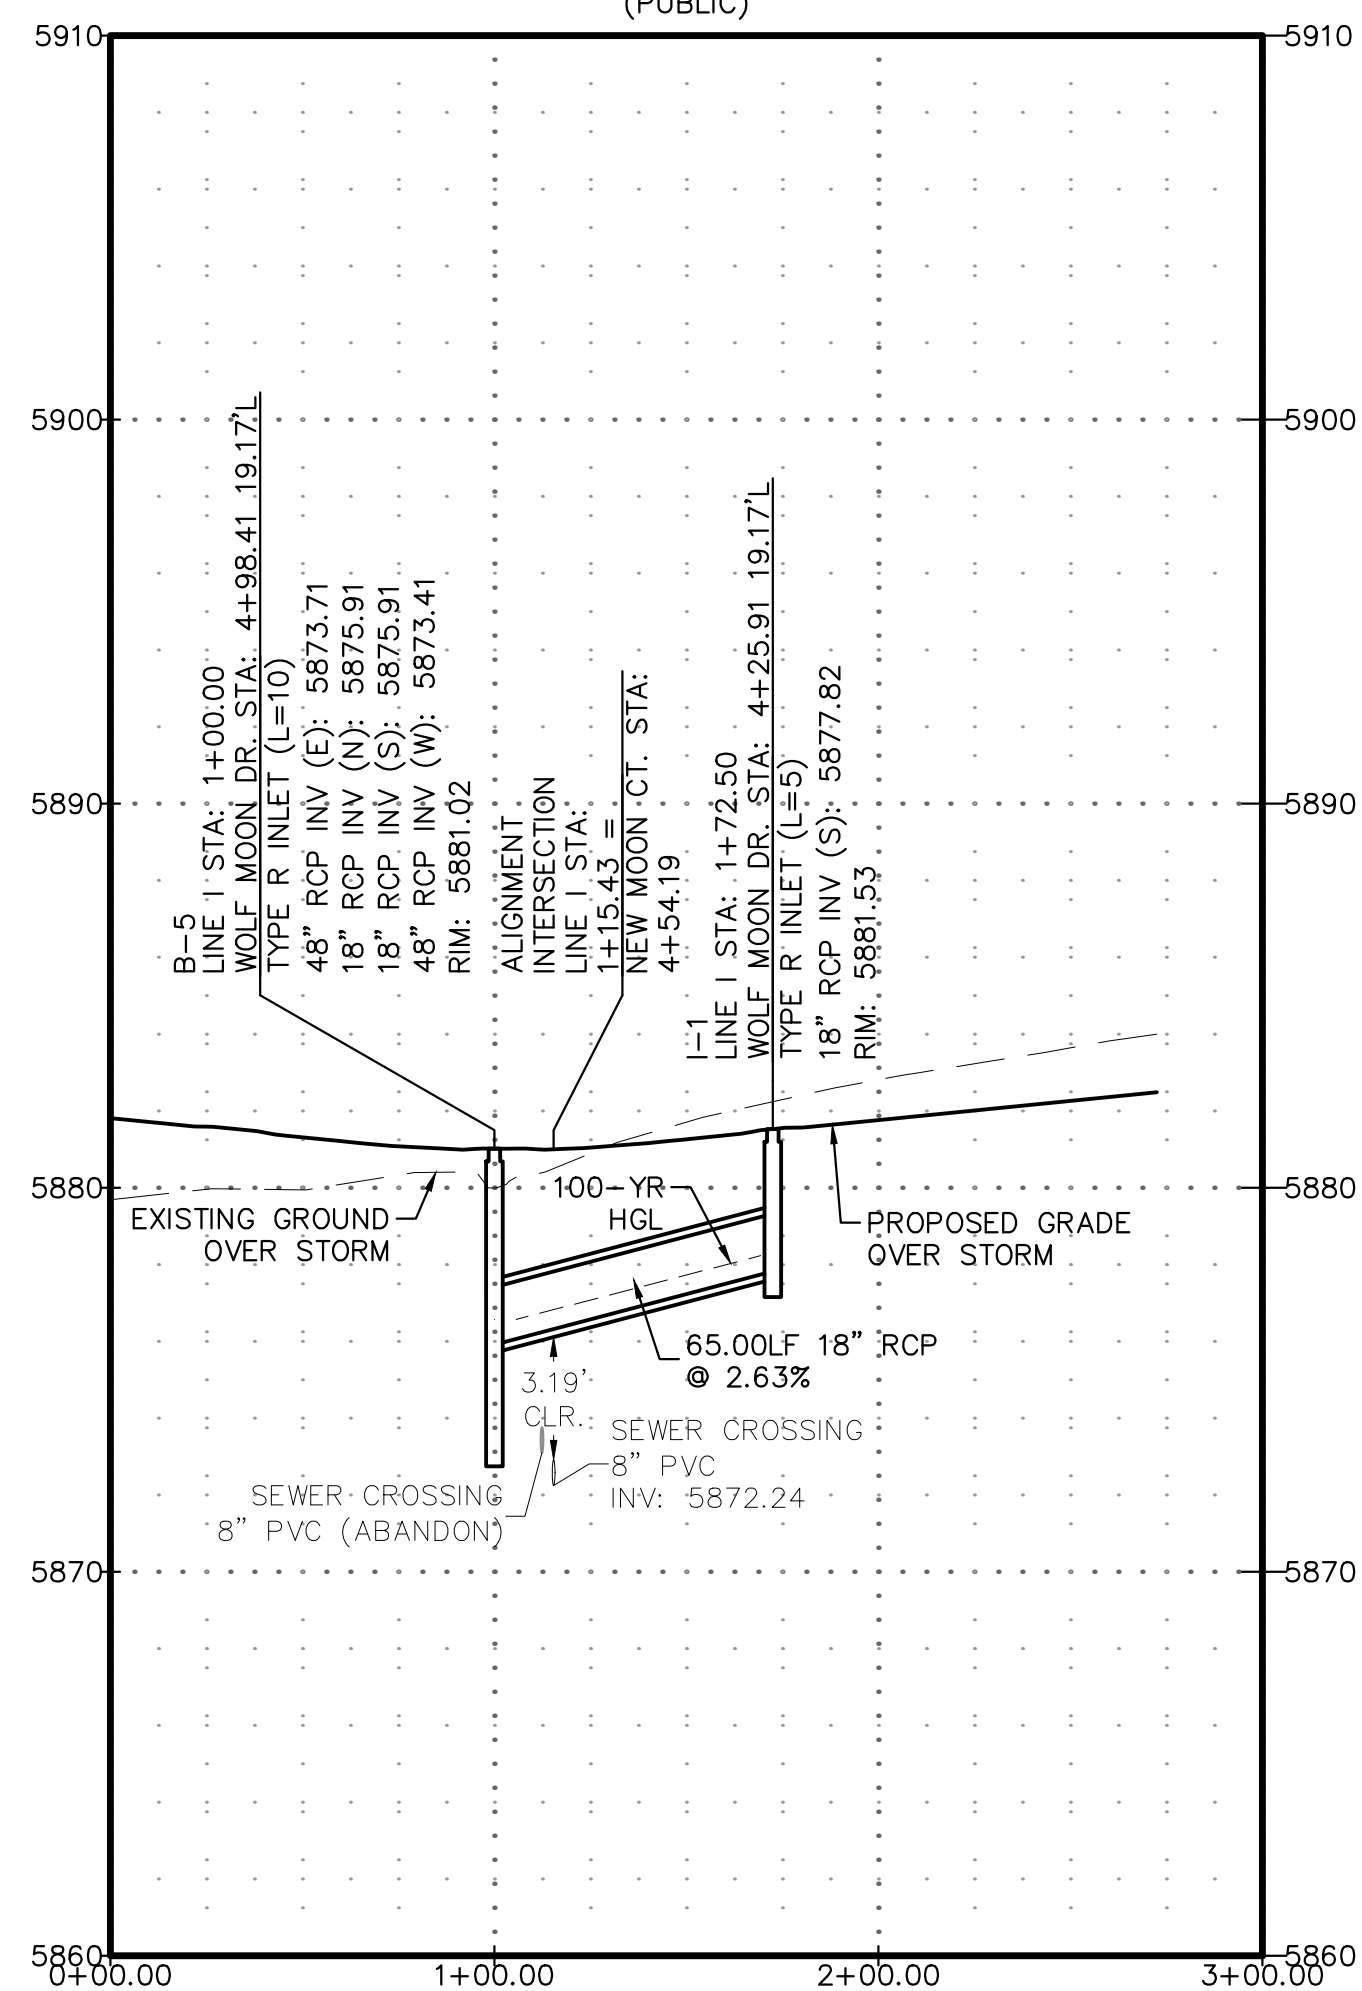 (PUBLIC)
5910
5910
5900
5900
5890
5890
5880
5880
5870
5870
5860
5860
0+00.00
1+00.00
2+00.00
3+00.00
B-5
LINE I STA: 1+00.00
WOLF MOON DR. STA: 4+98.41 19.17'L
TYPE R INLET (L=10)
48" RCP INV (E): 5873.71
18" RCP INV (N): 5875.91
18" RCP INV (S): 5875.91
48" RCP INV (W): 5873.41
RIM: 5881.02
ALIGNMENT
INTERSECTION
LINE I STA:
1+15.43 =
NEW MOON CT. STA:
4+54.19
I-1
LINE I STA: 1+72.50
WOLF MOON DR. STA: 4+25.91 19.17'L
TYPE R INLET (L=5)
18" RCP INV (S): 5877.82
RIM: 5881.53
EXISTING GROUND
OVER STORM
100-YR
HGL
PROPOSED GRADE
OVER STORM
65.00LF 18" RCP
@ 2.63%
3.19'
CLR.
SEWER CROSSING
8" PVC
INV: 5872.24
SEWER CROSSING
8" PVC (ABANDON)